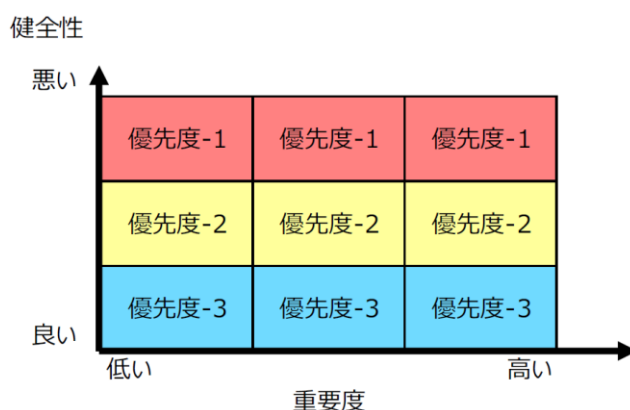 健全性
悪い
優先度-1 優先度-1 優先度-1
優先度-2 優先度-2 優先度-2
優先度-3 優先度-3 優先度-3
良い
低い 高い
重要度